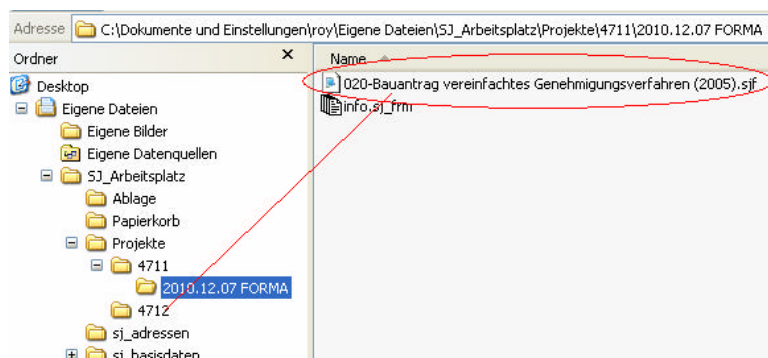 Adresse C:\Dokumente und Einstellungen\roy\Eigene Dateien\SJ_Arbeitsplatz\Projekte\4711\2010.12.07 FORMA
Ordner x
Name
Desktop
Eigene Dateien
Eigene Bilder
Eigene Datenquellen
SJ_Arbeitsplatz
Ablage
Papierkorb
Projekte
4711
2010.12.07 FORMA
4712
sj_adressen
sj_basisdaten
020-Bauantrag vereinfachtes Genehmigungsverfahren (2005).sjf
info.sj_frm